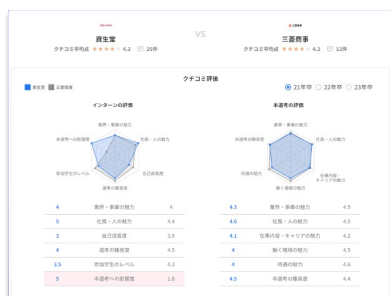 資生堂
VS
三菱商事
クチコミ平均点 ★★★★☆ 4.2 25件
クチコミ平均点 ★★★★☆ 4.2 12件
クチコミ評価
資生堂 三菱商事
21年卒 22年卒 23年卒
インターンの評価
業界・事業の魅力
本選考への影響度
社風・人の魅力
参加学生のレベル
自己成長度
選考の難易度
4 業界・事業の魅力 4
5 社風・人の魅力 4.4
3 自己成長度 3.9
4 選考の難易度 4.5
3.5 参加学生のレベル 4.3
5 本選考への影響度 1.8
本選考の評価
業界・事業の魅力
本選考の難易度
社風・人の魅力
待遇の魅力
仕事内容・
キャリアの魅力
働く環境の魅力
4.3 業界・事業の魅力 4.5
4.6 社風・人の魅力 4.5
4.1 仕事内容・キャリアの魅力 4.2
4 働く環境の魅力 4.5
4 待遇の魅力 4.6
4.5 本選考の難易度 4.4